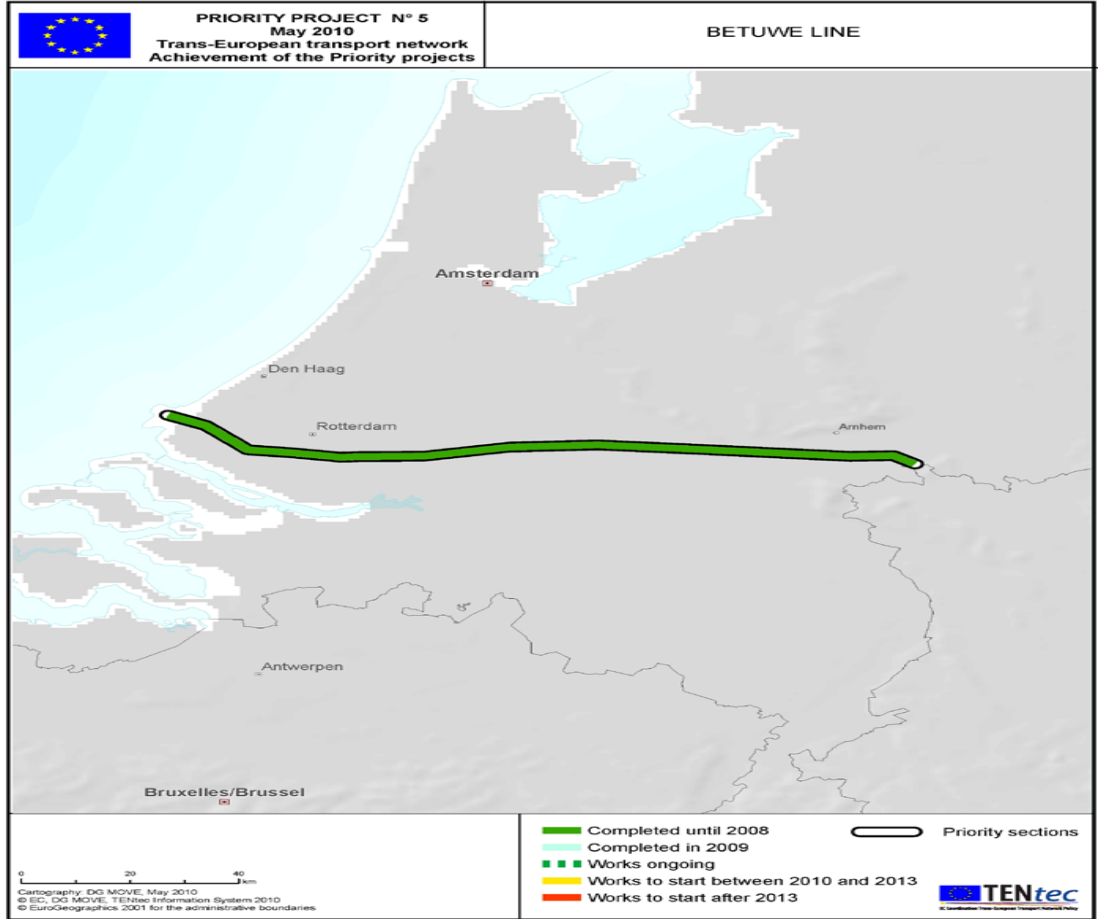 PRIORITY PROJECT N° 5
May 2010
Trans-European transport network
Achievement of the Priority projects
BETUWE LINE
Amsterdam
Den Haag
Rotterdam
Arnhem
Antwerpen
Bruxelles/Brussel
Completed until 2008
Completed in 2009
Works ongoing
Works to start between 2010 and 2013
Works to start after 2013
Priority sections
0 20 40
km
Cartography: DG MOVE, May 2010
© EC, DG MOVE, TENtec Information System 2010
© EuroGeographics 2001 for the administrative boundaries
TENtec